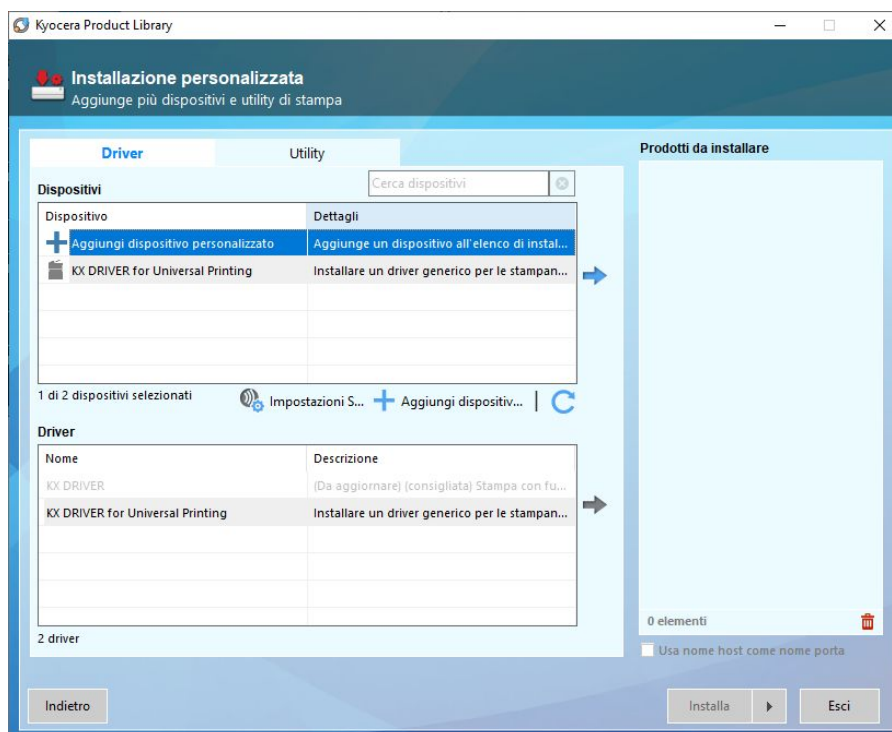 Kyocera Product Library
Installazione personalizzata
Aggiunge più dispositivi e utility di stampa
Driver Utility
Prodotti da installare
Dispositivi
Cerca dispositivi
Dispositivo Dettagli
Aggiungi dispositivo personalizzato Aggiunge un dispositivo all'elenco di instal...
KX DRIVER for Universal Printing Installare un driver generico per le stampan...
1 di 2 dispositivi selezionati
Impostazioni S... Aggiungi dispositiv...
Driver
Nome Descrizione
KX DRIVER (Da aggiornare) (consigliata) Stampa con fu...
KX DRIVER for Universal Printing Installare un driver generico per le stampan...
2 driver
0 elementi
Usa nome host come nome porta
Indietro Installa Esci